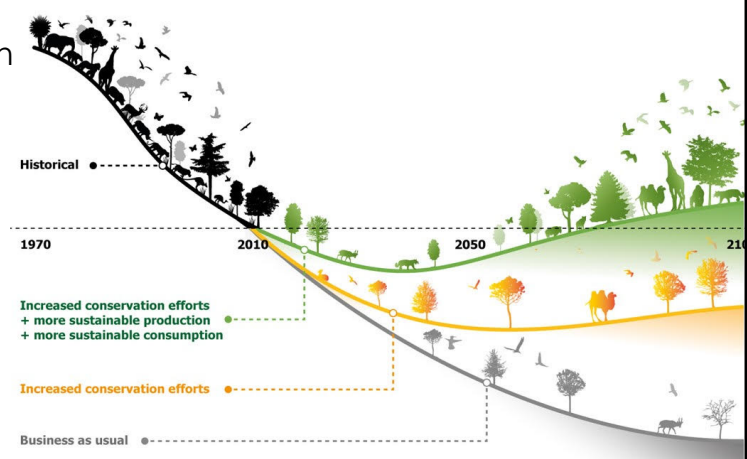 n
Historical
1970 2010 2050 210
Increased conservation efforts
+ more sustainable production
+ more sustainable consumption
Increased conservation efforts
Business as usual